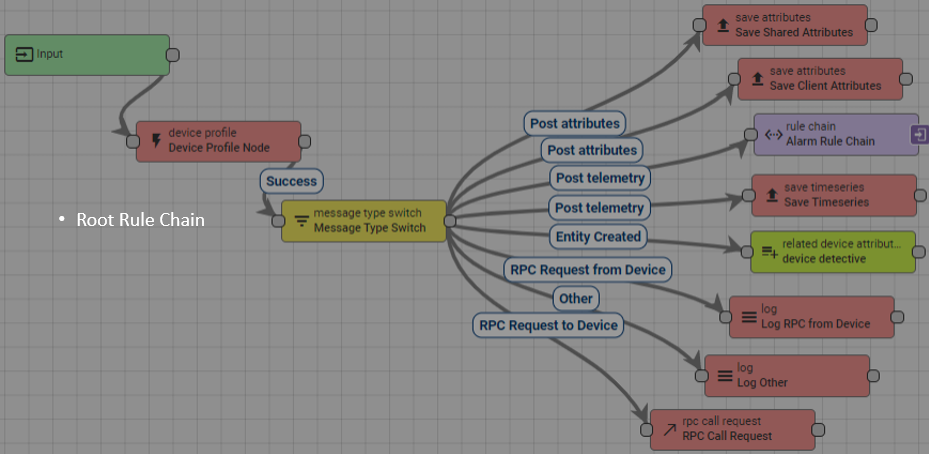 save attributes
Save Shared Attributes
Input
save attributes
Save Client Attributes
Post attributes
rule chain
Alarm Rule Chain
device profile
Device Profile Node
Post attributes
Post telemetry
Success
save timeseries
Save Timeseries
Post telemetry
• Root Rule Chain
message type switch
Message Type Switch
Entity Created
related device attribut...
device detective
RPC Request from Device
Other
log
Log RPC from Device
RPC Request to Device
log
Log Other
rpc call request
RPC Call Request